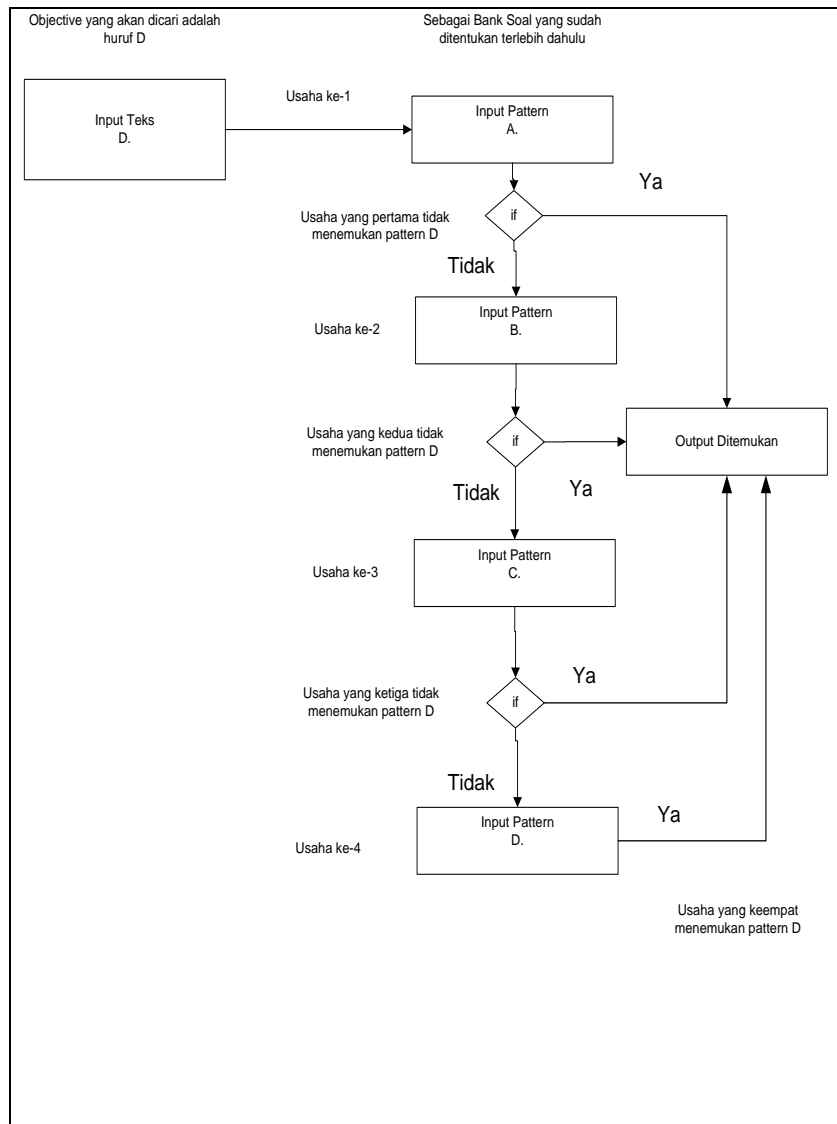 Objective yang akan dicari adalah
huruf D
Sebagai Bank Soal yang sudah
ditentukan terlebih dahulu
Input Teks
D.
Usaha ke-1
Input Pattern
A.
Ya
if
Usaha yang pertama tidak
menemukan pattern D
Tidak
Input Pattern
B.
Usaha ke-2
Usaha yang kedua tidak
menemukan pattern D
if
Output Ditemukan
Tidak
Ya
Input Pattern
C.
Usaha ke-3
Usaha yang ketiga tidak
menemukan pattern D
if
Ya
Tidak
Input Pattern
D.
Ya
Usaha ke-4
Usaha yang keempat
menemukan pattern D